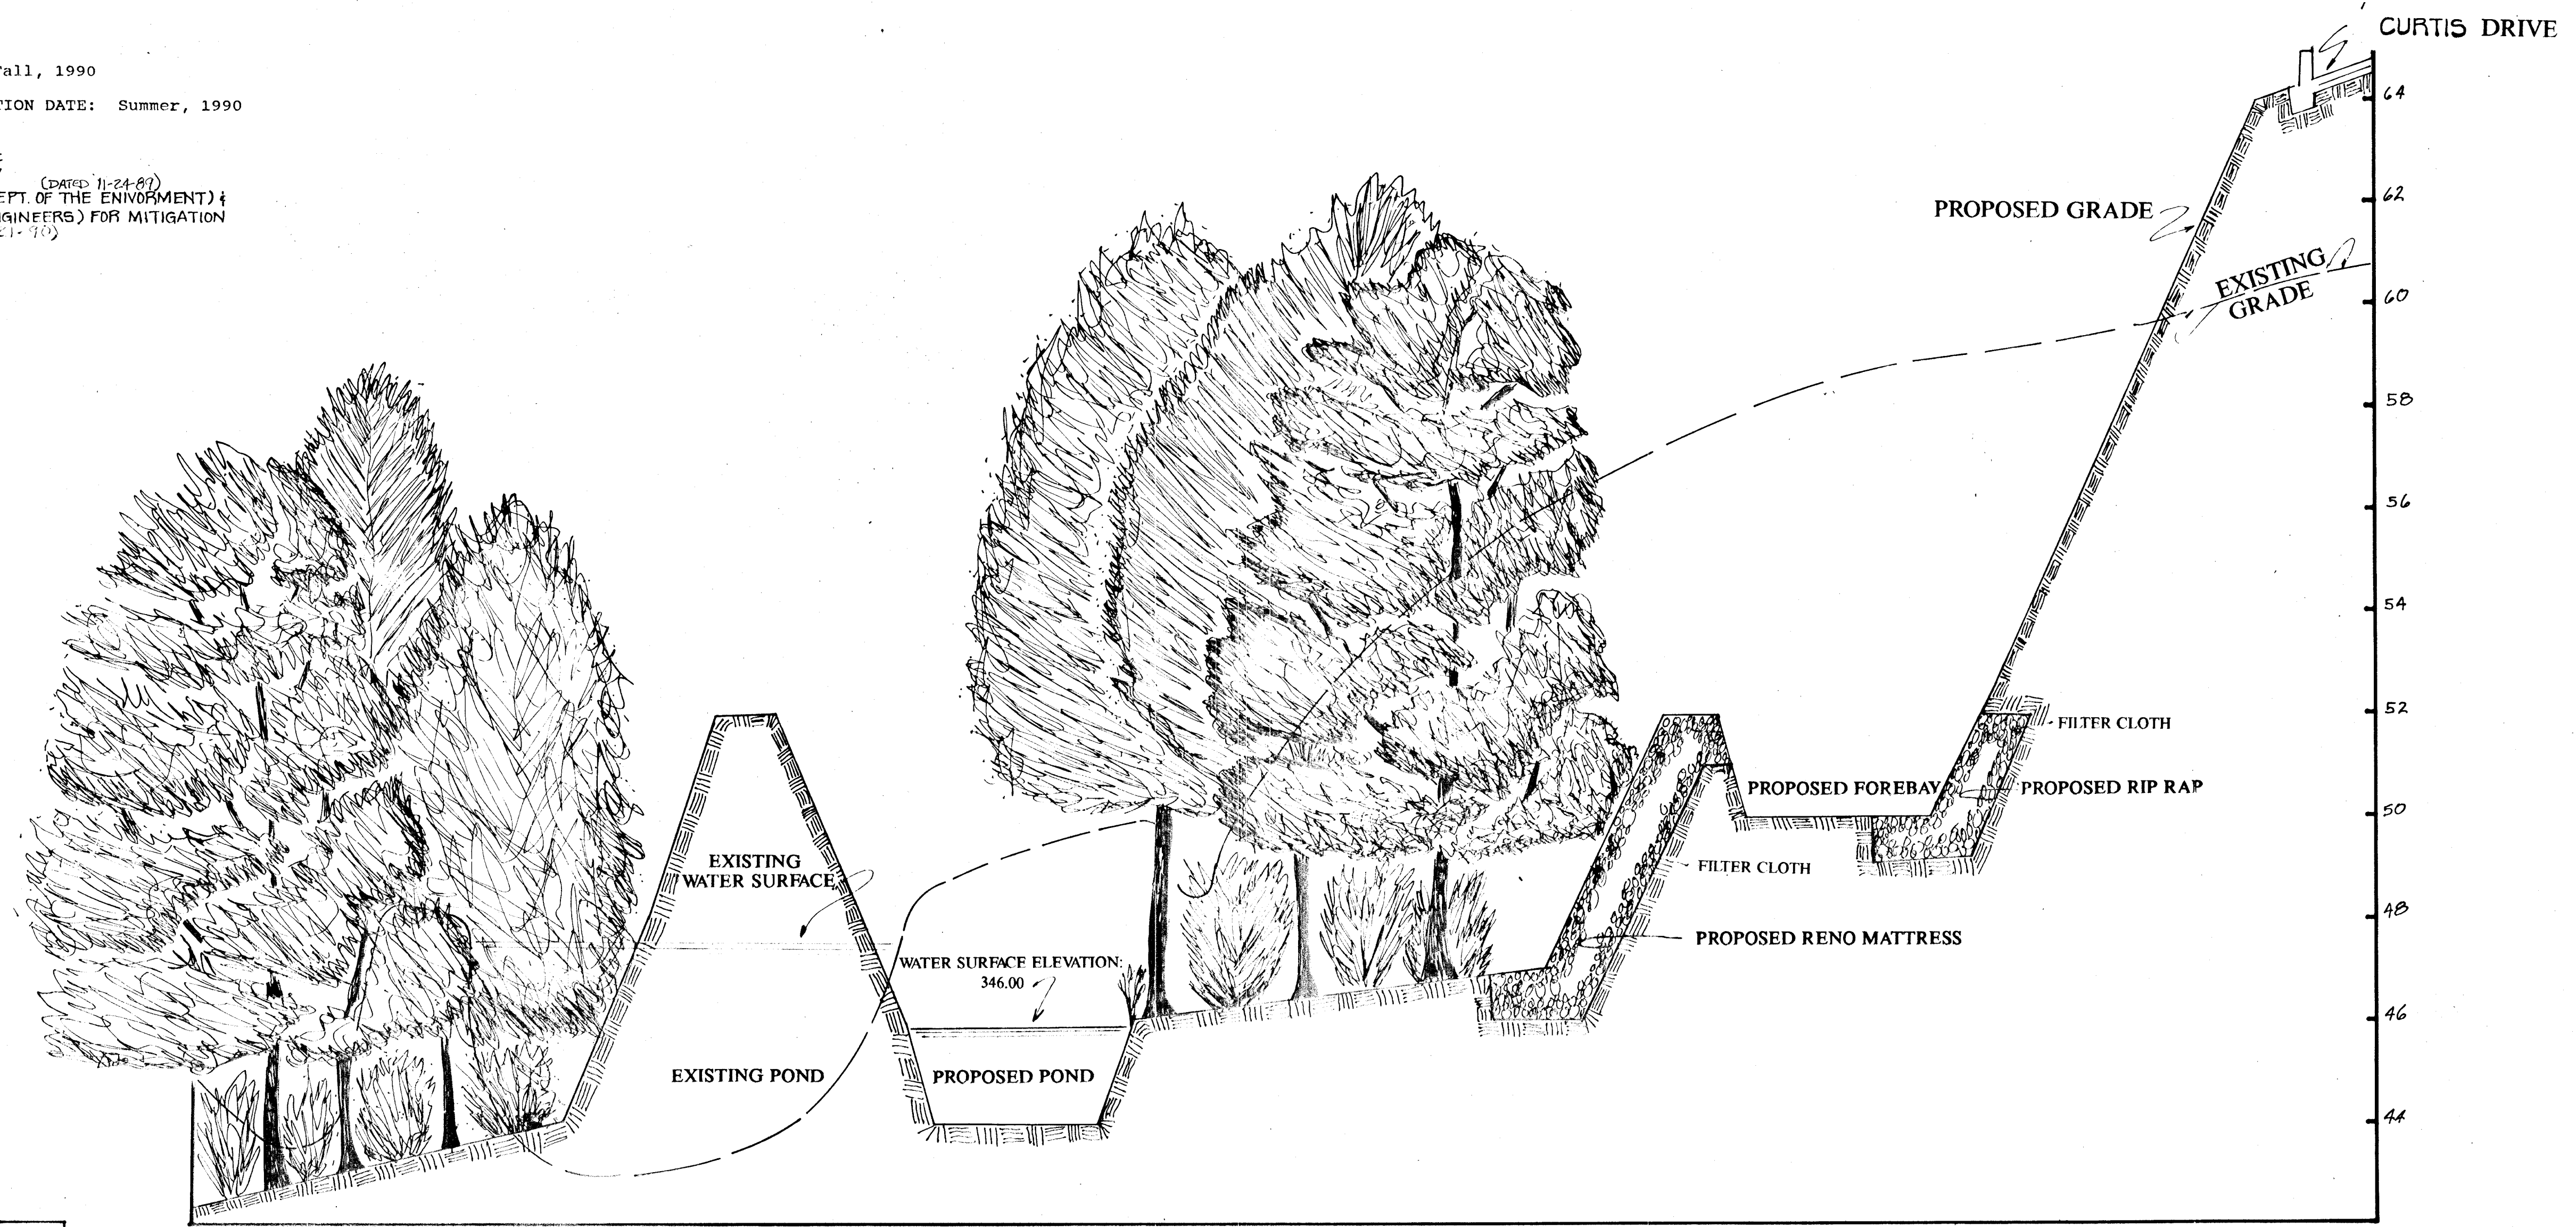 CURTIS DRIVE
all, 1990
TION DATE: Summer, 1990
(DATED 11-24-89)
EPT. OF THE ENIVORMENT) &
GINEERS) FOR MITIGATION
-90)
64
62
PROPOSED GRADE
EXISTING
GRADE
60
58
56
54
52
FILTER CLOTH
PROPOSED FOREBAY
PROPOSED RIP RAP
50
EXISTING
WATER SURFACE
FILTER CLOTH
48
PROPOSED RENO MATTRESS
WATER SURFACE ELEVATION:
346.00
46
EXISTING POND
PROPOSED POND
44